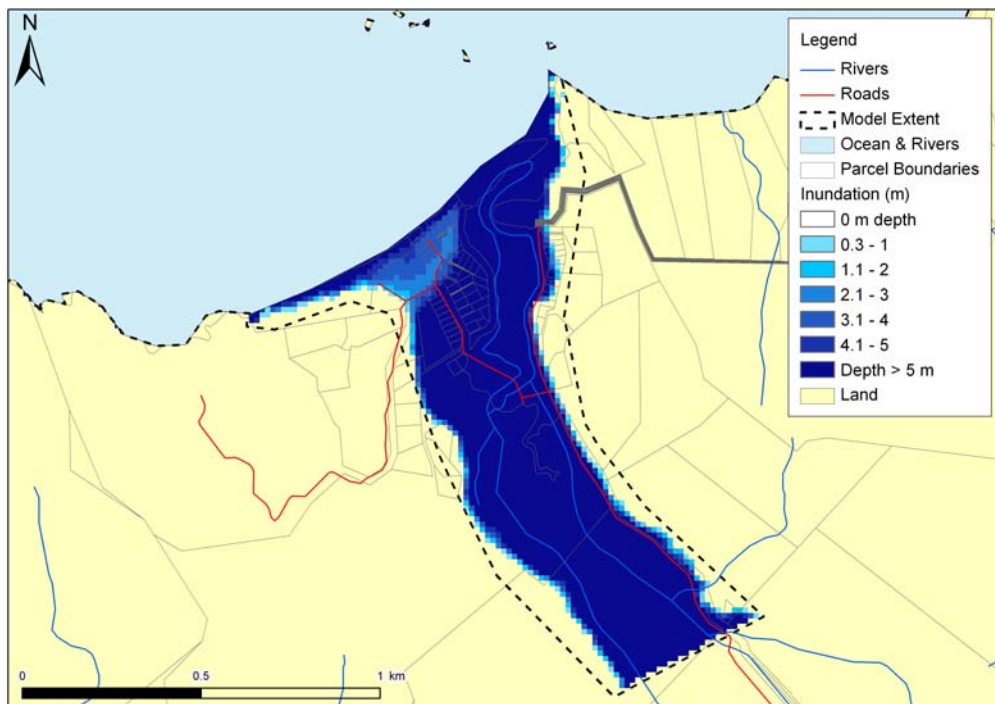 N
Legend
Rivers
Roads
Model Extent
Ocean & Rivers
Parcel Boundaries
Inundation (m)
0 m depth
0.3 - 1
1.1 - 2
2.1 - 3
3.1 - 4
4.1 - 5
Depth > 5 m
Land
0 0.5 1 km